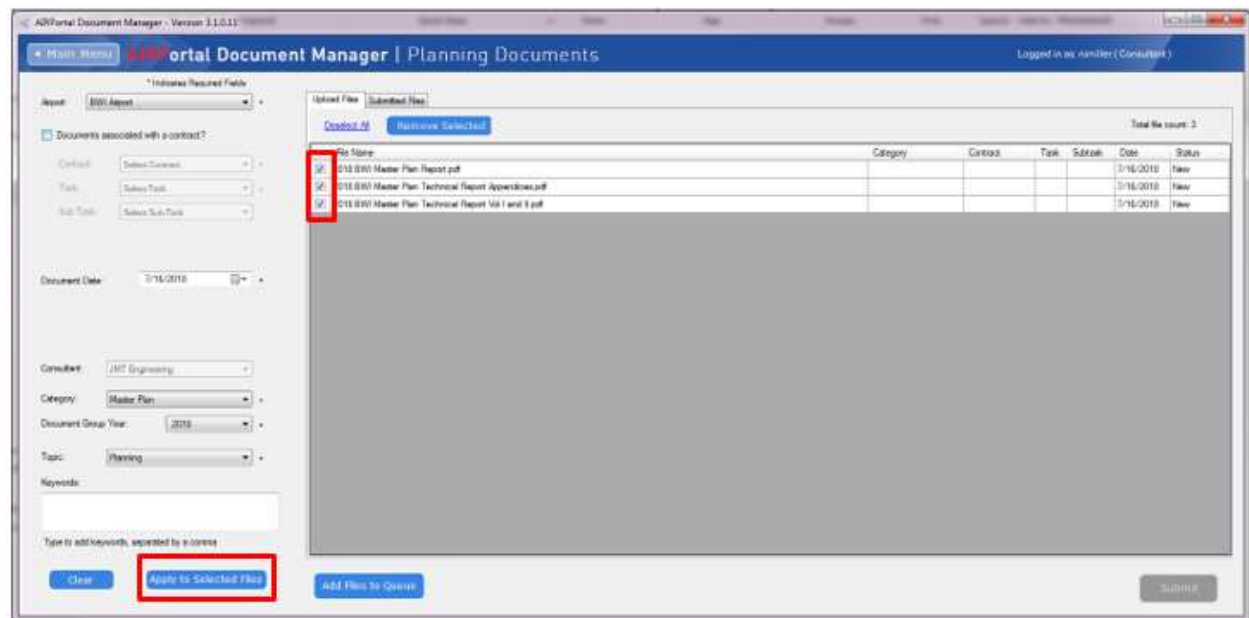 AIRPortal Document Manager - Version 3.1.0.11
Main Menu
AIRPortal Document Manager | Planning Documents
Logged in as: ( Consultant )
* Indicates Required Fields
Airport: BWI Airport *
Documents associated with a contract?
Contract: Select Contract *
Task: Select Task *
Sub Task: Select Sub-Task
Document Date: 7/16/2018 *
Consultant: JMT Engineering
Category: Master Plan *
Document Group Year: 2018 *
Topic: Planning *
Keywords:
Type to add keywords, separated by a comma
Clear
Apply to Selected Files
Upload Files
Submitted Files
Deselect All
Remove Selected
Total file count: 3
File Name Category Contract Task Subtask Date Status
018 BWI Master Plan Report.pdf 7/16/2018 New
018 BWI Master Plan Technical Report Appendices.pdf 7/16/2018 New
018 BWI Master Plan Technical Report Vol I and II.pdf 7/16/2018 New
Add Files to Queue
Submit